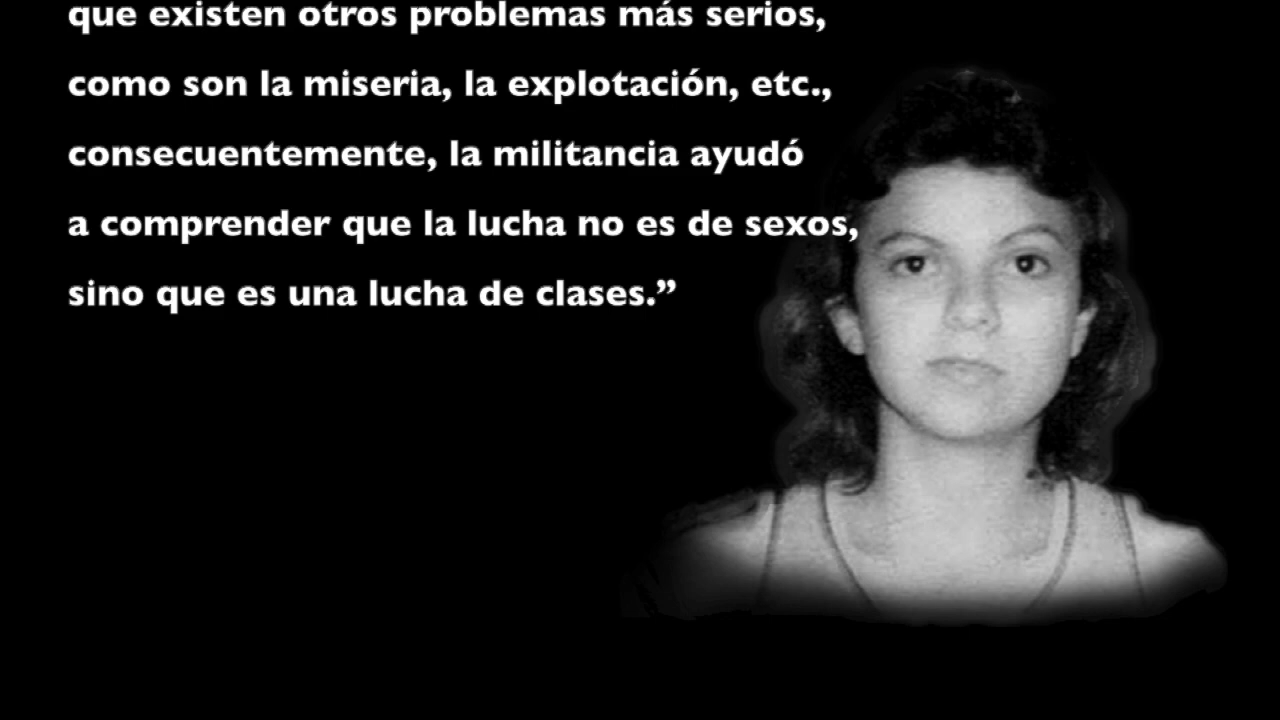 que existen otros problemas más serios,
como son la miseria, la explotación, etc.,
consecuentemente, la militancia ayudó
a comprender que la lucha no es de sexos,
sino que es una lucha de clases.”